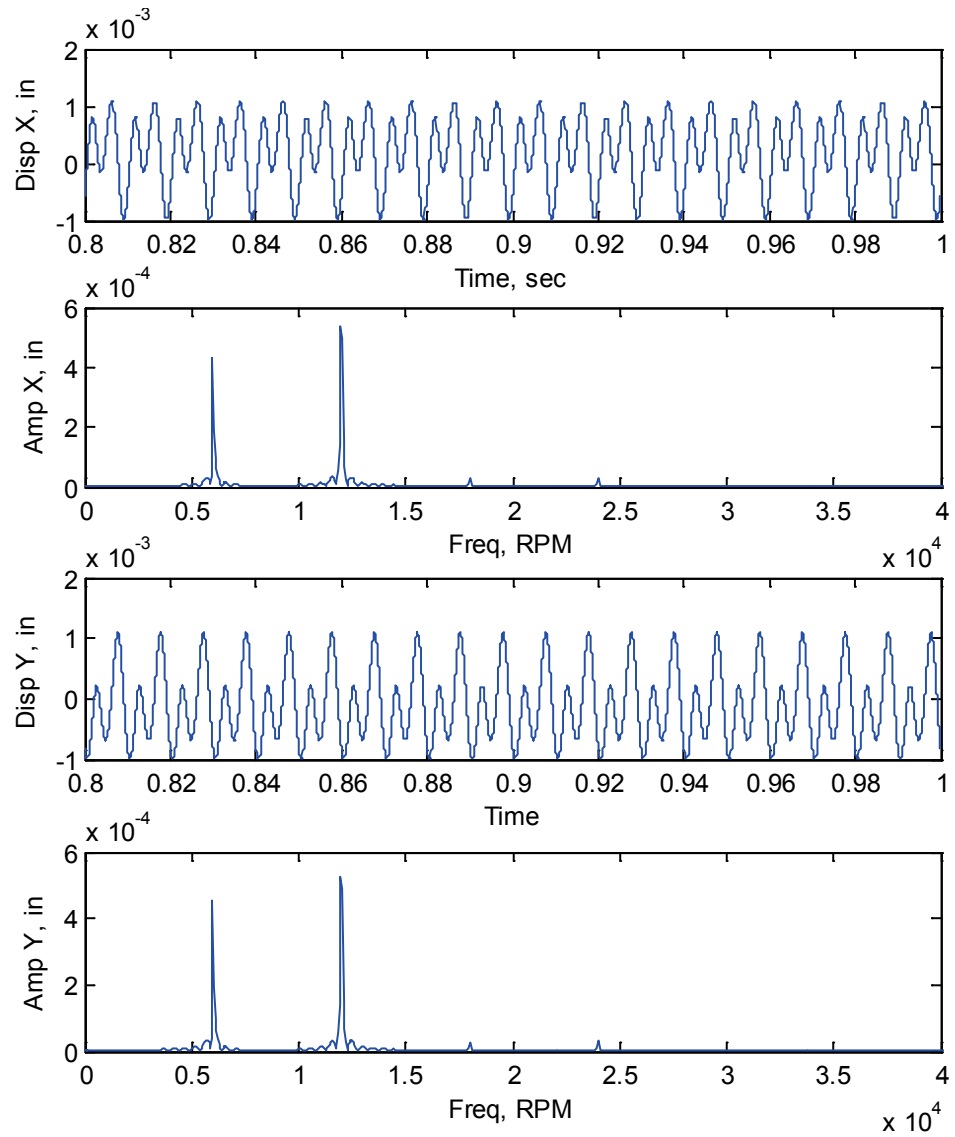 x 10-3
2
1
0
-1
Disp X, in
0.8 0.82 0.84 0.86 0.88 0.9 0.92 0.94 0.96 0.98 1
Time, sec
x 10-4
6
4
2
0
Amp X, in
0 0.5 1 1.5 2 2.5 3 3.5 4
Freq, RPM
x 104
x 10-3
2
1
0
-1
Disp Y, in
0.8 0.82 0.84 0.86 0.88 0.9 0.92 0.94 0.96 0.98 1
Time
x 10-4
6
4
2
0
Amp Y, in
0 0.5 1 1.5 2 2.5 3 3.5 4
Freq, RPM
x 104